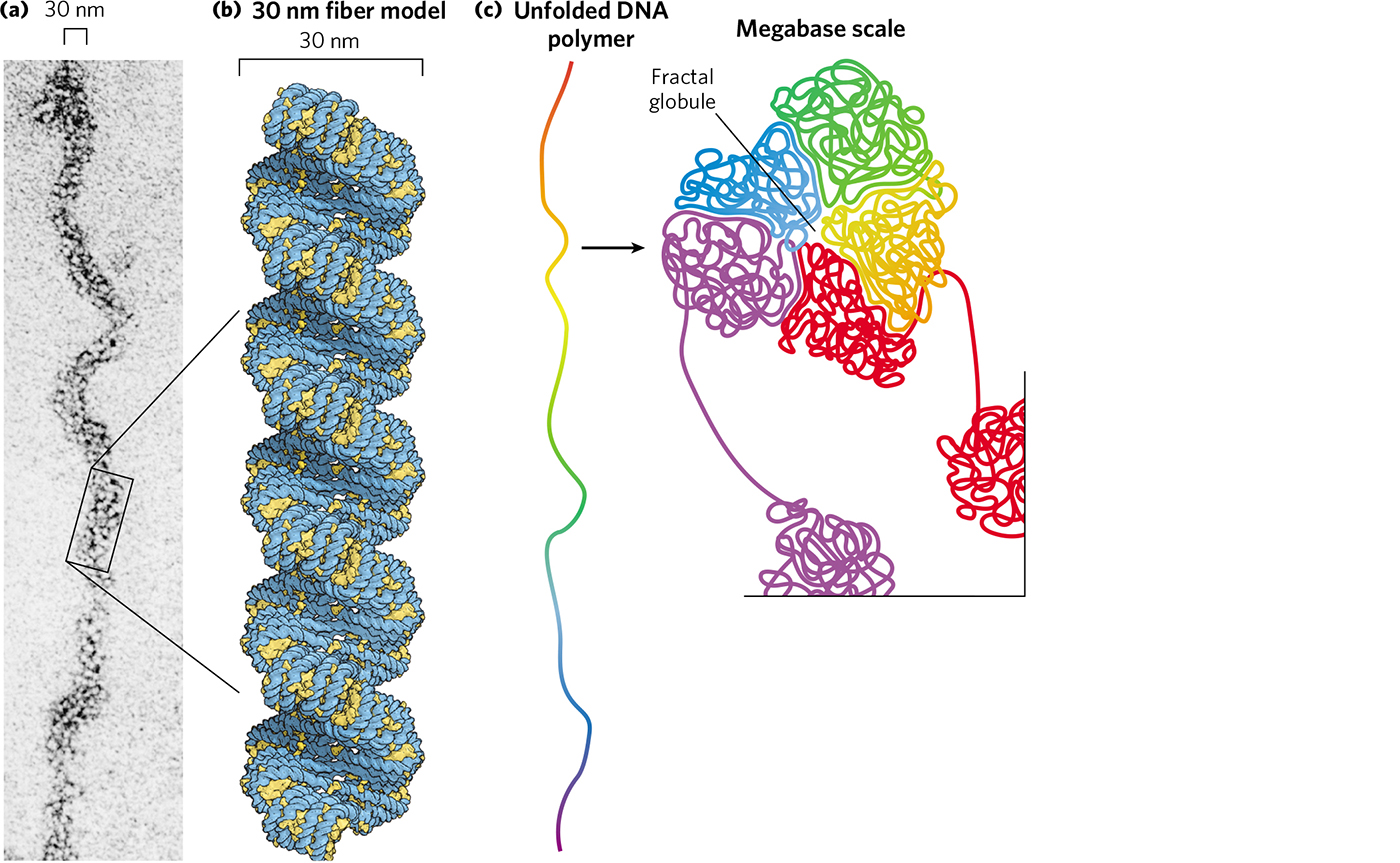 (a) 30 nm
(b) 30 nm fiber model
30 nm
(c) Unfolded DNA
polymer
Megabase scale
Fractal
globule